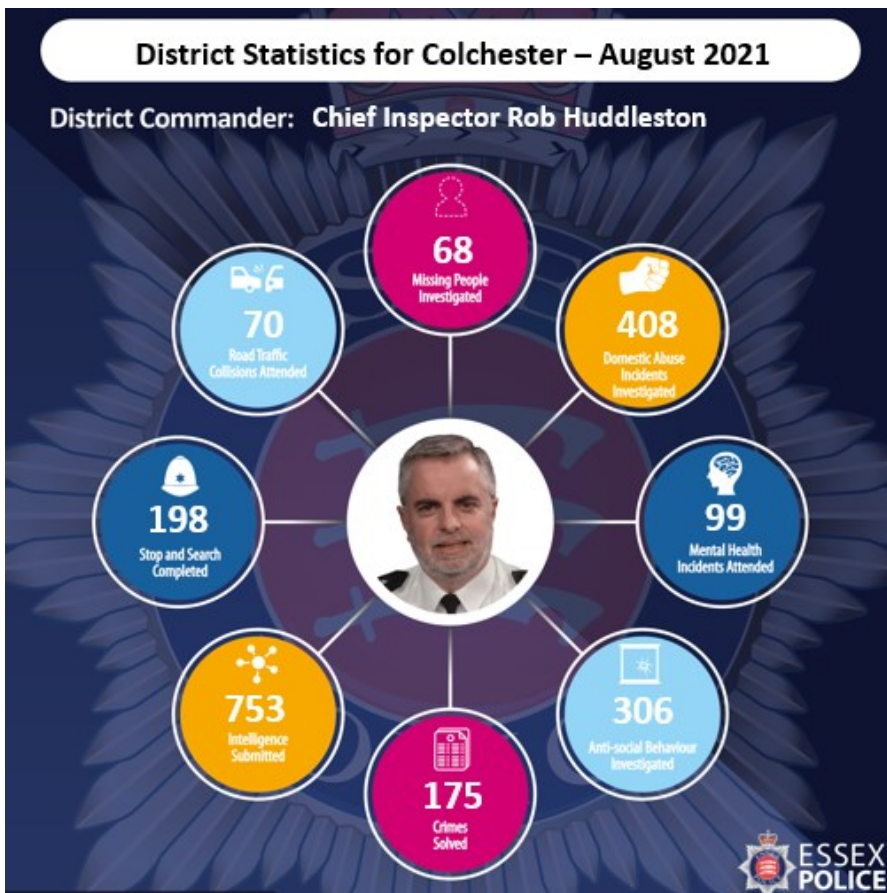 District Statistics for Colchester – August 2021
District Commander: Chief Inspector Rob Huddleston
68
Missing People
Investigated
408
Domestic Abuse
Incidents
Investigated
99
Mental Health
Incidents Attended
306
Anti-social Behaviour
Investigated
175
Crimes
Solved
753
Intelligence
Submitted
198
Stop and Search
Completed
70
Road Traffic
Collisions Attended
ESSEX
POLICE